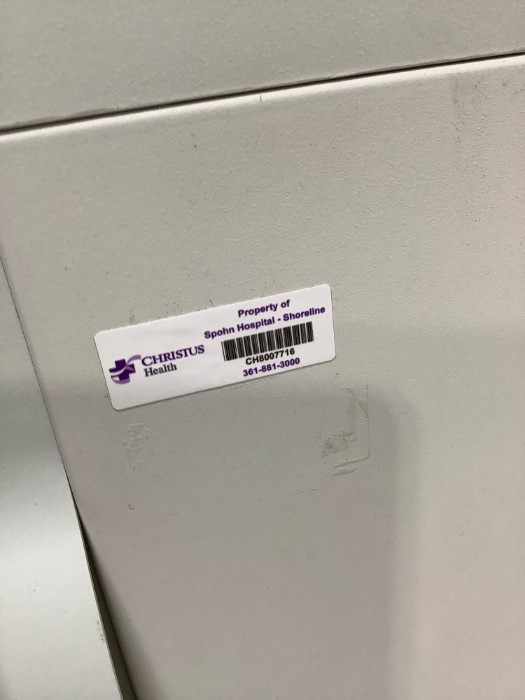 Property of
Spohn Hospital - Shoreline
CHRISTUS
Health
CH8007716
361-881-3000